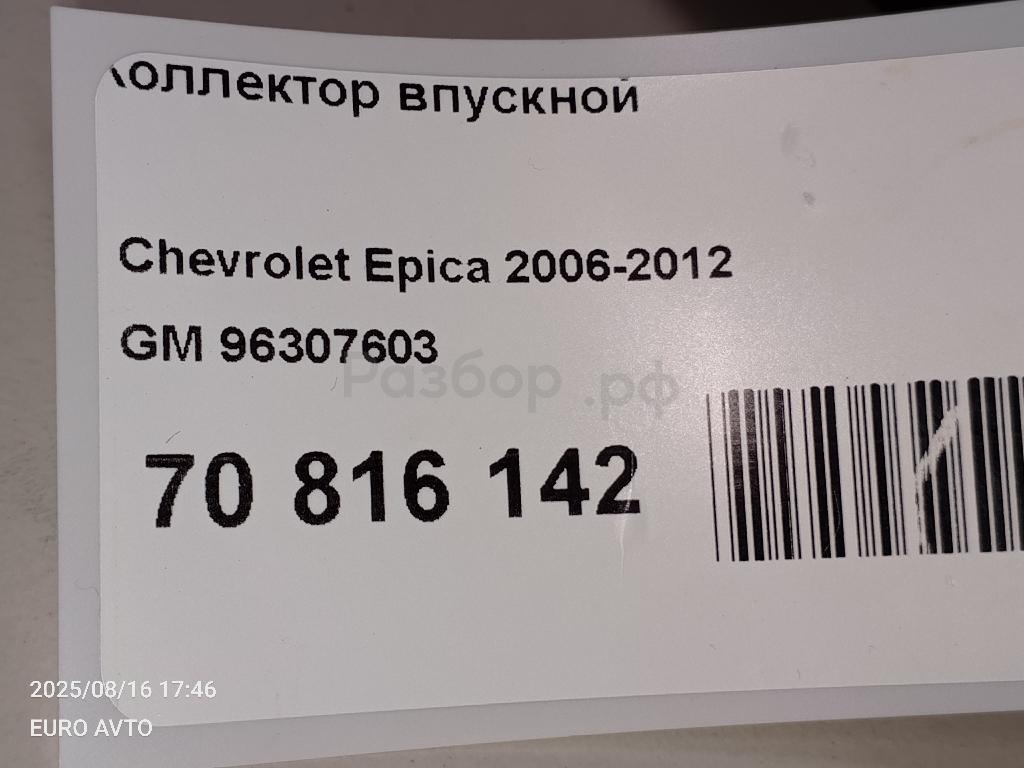 Коллектор впускной
Chevrolet Epica 2006-2012
GM 96307603
Разбор.рф
70 816 142
2025/08/16 17:46
EURO AVTO